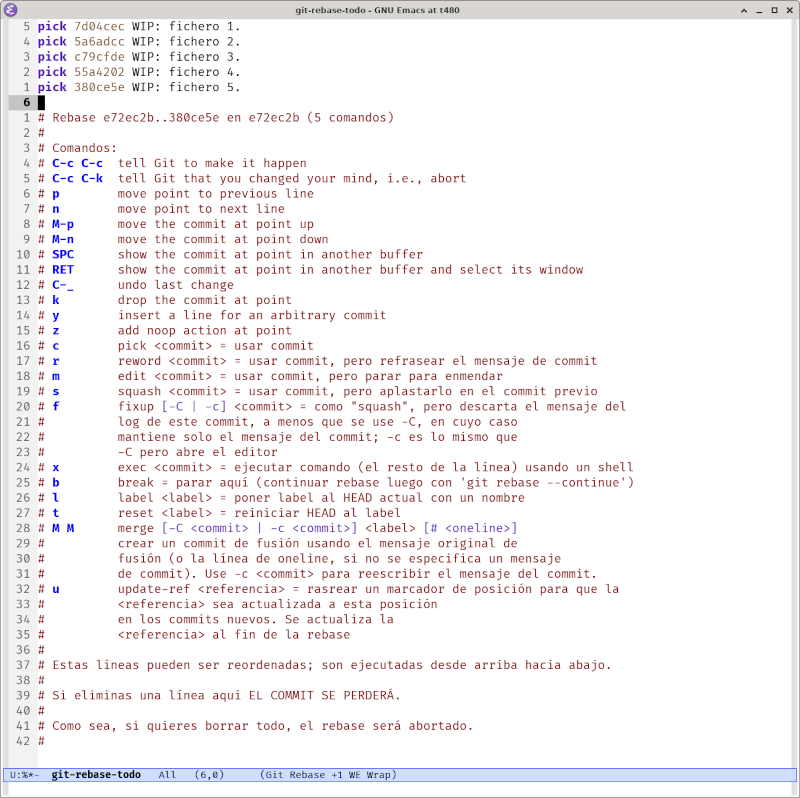 git-rebase-todo - GNU Emacs at t480
5 pick 7d04cec WIP: fichero 1.
4 pick 5a6adcc WIP: fichero 2.
3 pick c79cfde WIP: fichero 3.
2 pick 55a4202 WIP: fichero 4.
1 pick 380ce5e WIP: fichero 5.
6
1 # Rebase e72ec2b..380ce5e en e72ec2b (5 comandos)
2 #
3 # Comandos:
4 # C-c C-c  tell Git to make it happen
5 # C-c C-k  tell Git that you changed your mind, i.e., abort
6 # p        move point to previous line
7 # n        move point to next line
8 # M-p      move the commit at point up
9 # M-n      move the commit at point down
10 # SPC      show the commit at point in another buffer
11 # RET      show the commit at point in another buffer and select its window
12 # C-_      undo last change
13 # k        drop the commit at point
14 # y        insert a line for an arbitrary commit
15 # z        add noop action at point
16 # c        pick <commit> = usar commit
17 # r        reword <commit> = usar commit, pero refrasear el mensaje de commit
18 # m        edit <commit> = usar commit, pero parar para enmendar
19 # s        squash <commit> = usar commit, pero aplastarlo en el commit previo
20 # f        fixup [-C | -c] <commit> = como "squash", pero descarta el mensaje del
21 #          log de este commit, a menos que se use -C, en cuyo caso
22 #          mantiene solo el mensaje del commit; -c es lo mismo que
23 #          -C pero abre el editor
24 # x        exec <commit> = ejecutar comando (el resto de la línea) usando un shell
25 # b        break = parar aquí (continuar rebase luego con 'git rebase --continue')
26 # l        label <label> = poner label al HEAD actual con un nombre
27 # t        reset <label> = reiniciar HEAD al label
28 # M M      merge [-C <commit> | -c <commit>] <label> [# <oneline>]
29 #          crear un commit de fusión usando el mensaje original de
30 #          fusión (o la línea de oneline, si no se especifica un mensaje
31 #          de commit). Use -c <commit> para reescribir el mensaje del commit.
32 # u        update-ref <referencia> = rasrear un marcador de posición para que la
33 #          <referencia> sea actualizada a esta posición
34 #          en los commits nuevos. Se actualiza la
35 #          <referencia> al fin de la rebase
36 #
37 # Estas líneas pueden ser reordenadas; son ejecutadas desde arriba hacia abajo.
38 #
39 # Si eliminas una línea aquí EL COMMIT SE PERDERÁ.
40 #
41 # Como sea, si quieres borrar todo, el rebase será abortado.
42 #
U:%*-  git-rebase-todo   All   (6,0)      (Git Rebase +1 WE Wrap)